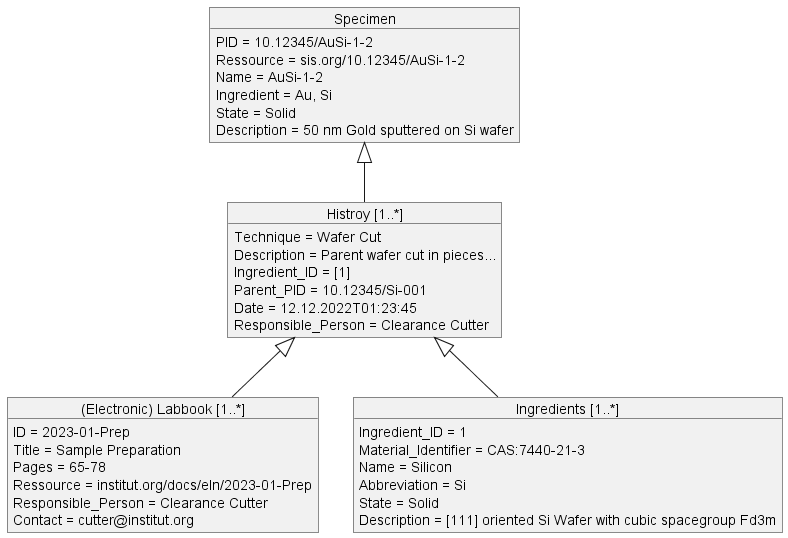 Specimen
PID = 10.12345/AuSi-1-2
Ressource = sis.org/10.12345/AuSi-1-2
Name = AuSi-1-2
Ingredient = Au, Si
State = Solid
Description = 50 nm Gold sputtered on Si wafer
Histroy [1..*]
Technique = Wafer Cut
Description = Parent wafer cut in pieces...
Ingredient_ID = [1]
Parent_PID = 10.12345/Si-001
Date = 12.12.2022T01:23:45
Responsible_Person = Clearance Cutter
(Electronic) Labbook [1..*]
ID = 2023-01-Prep
Title = Sample Preparation
Pages = 65-78
Ressource = institut.org/docs/eln/2023-01-Prep
Responsible_Person = Clearance Cutter
Contact = cutter@institut.org
Ingredients [1..*]
Ingredient_ID = 1
Material_Identifier = CAS:7440-21-3
Name = Silicon
Abbreviation = Si
State = Solid
Description = [111] oriented Si Wafer with cubic spacegroup Fd3m